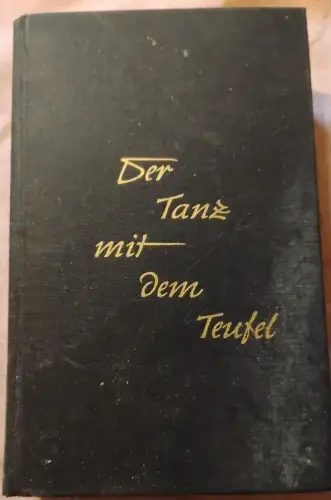 Der
Tanz
mit
dem
Teufel